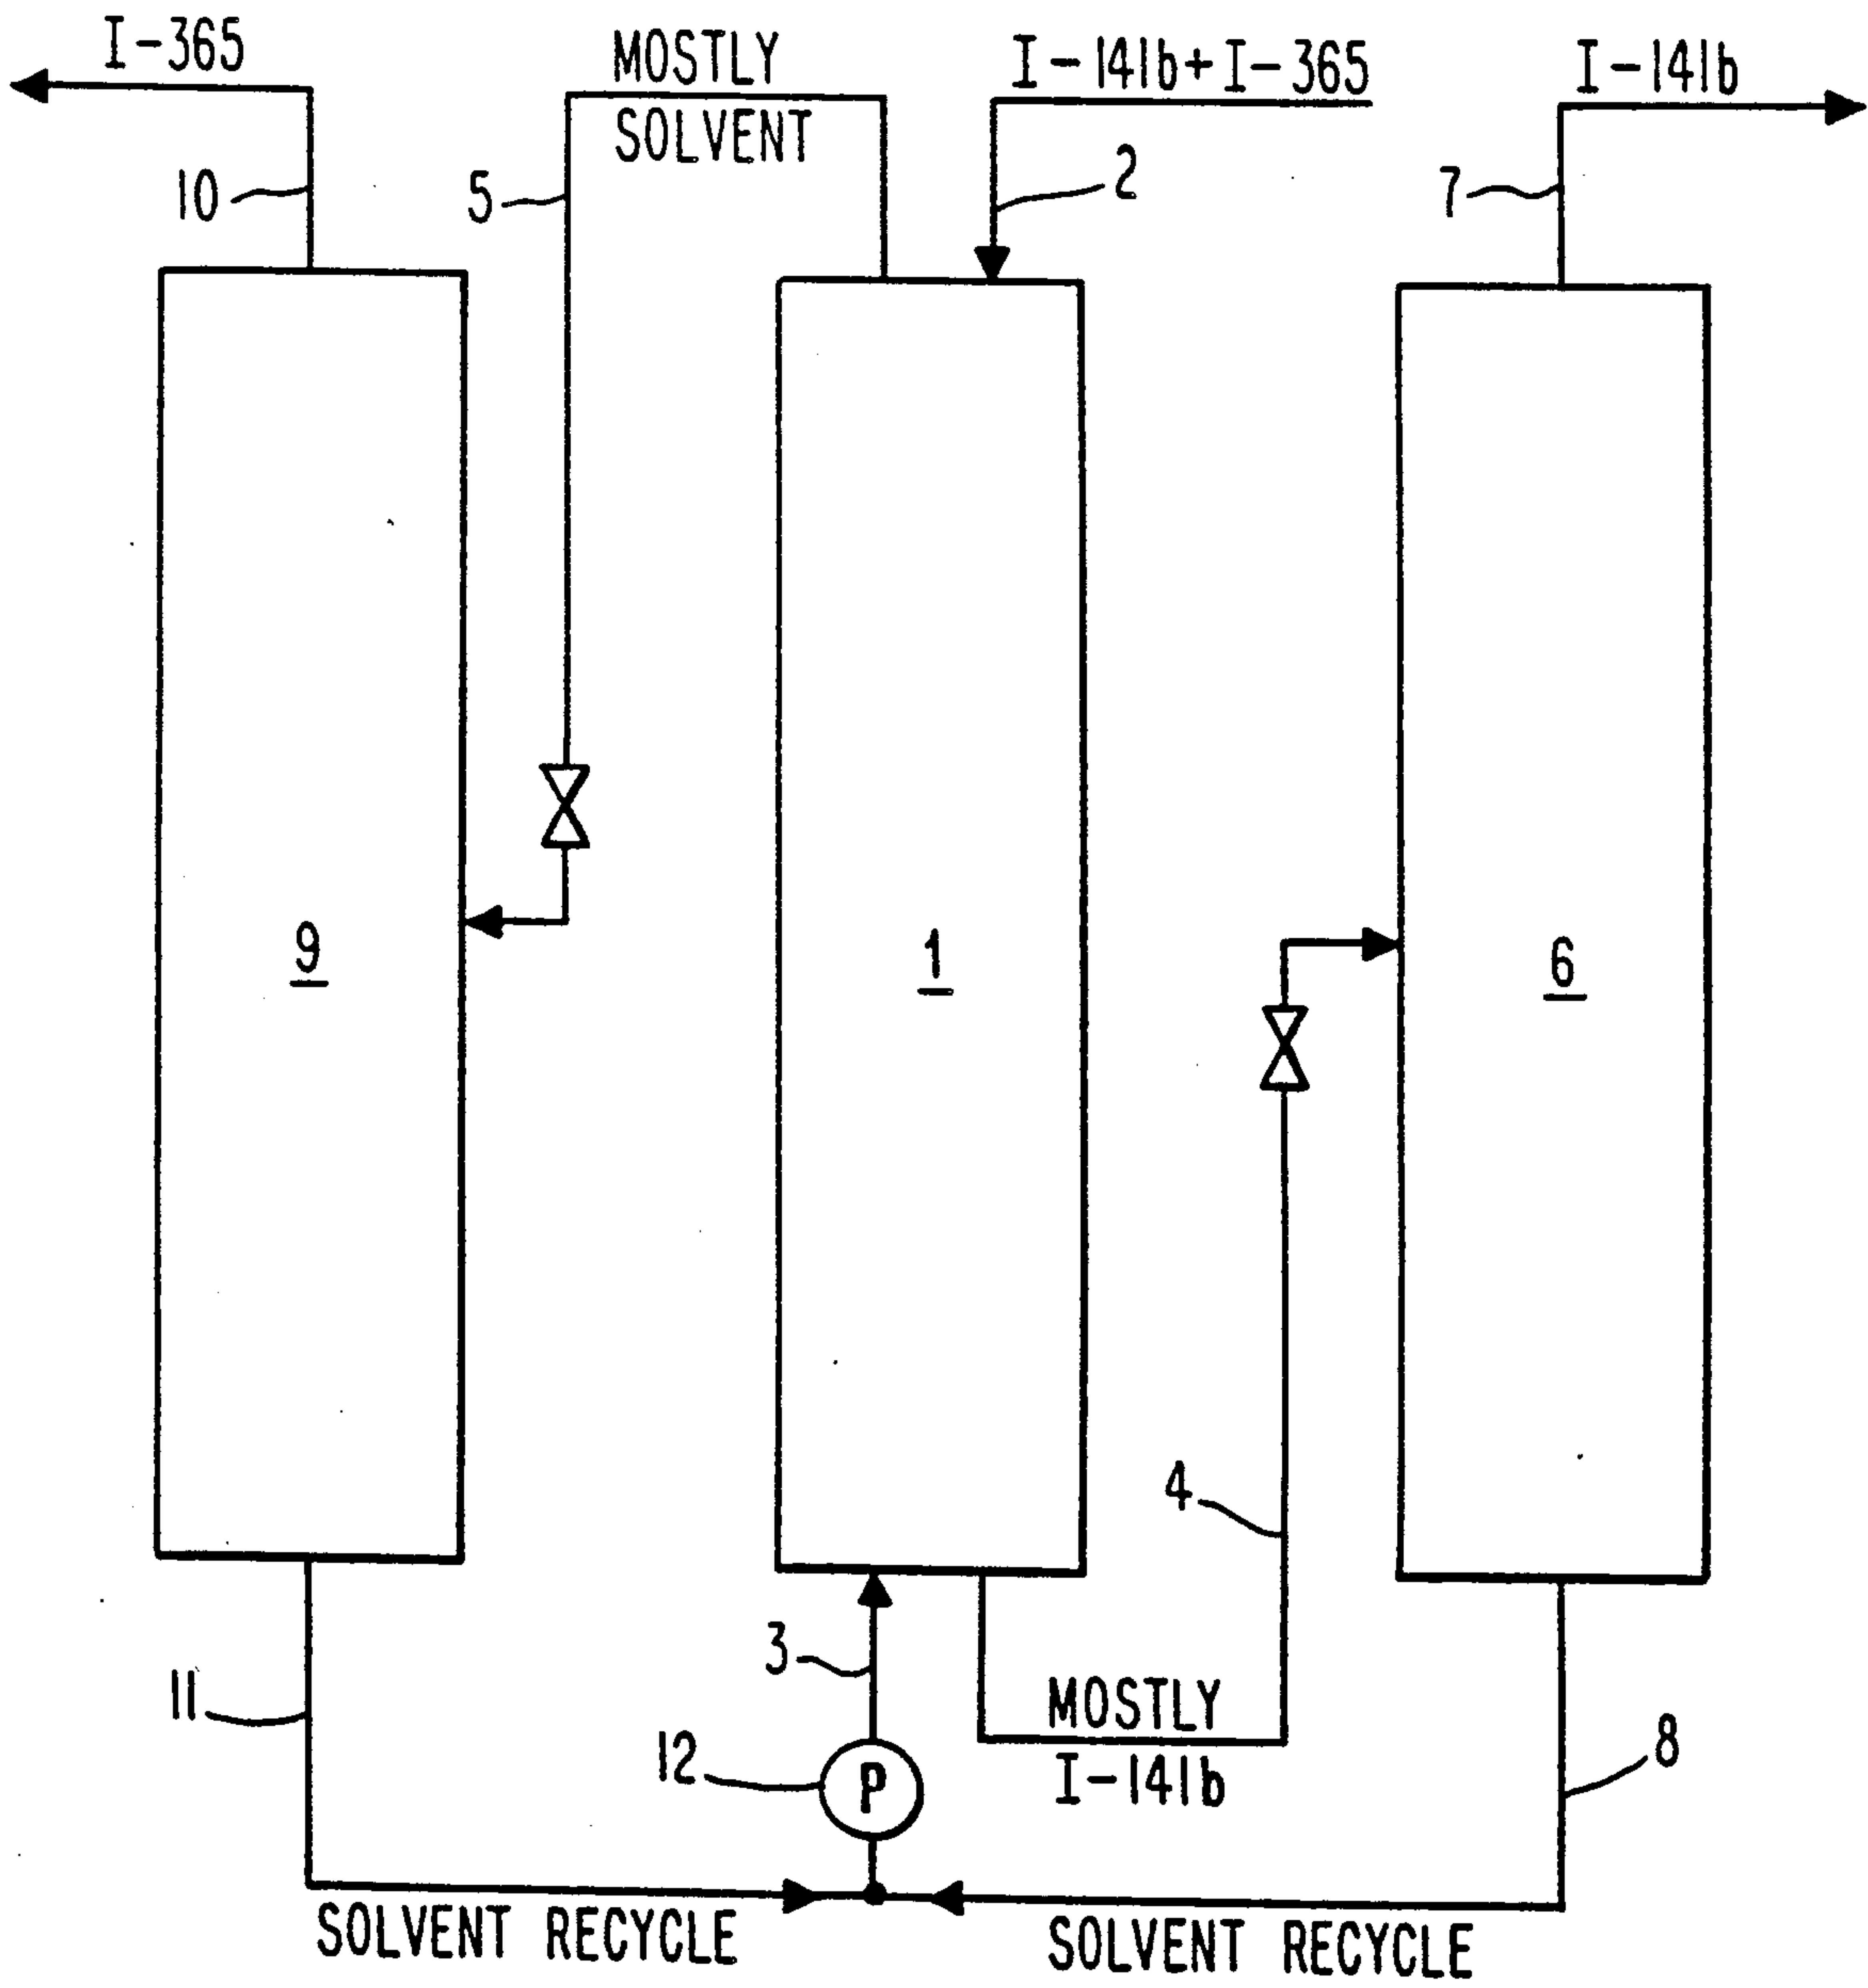 I-365
MOSTLY
SOLVENT
I-141b+I-365
I-141b
10
5
2
7
9
1
6
4
3
11
12
P
MOSTLY
I-141b
8
SOLVENT RECYCLE
SOLVENT RECYCLE